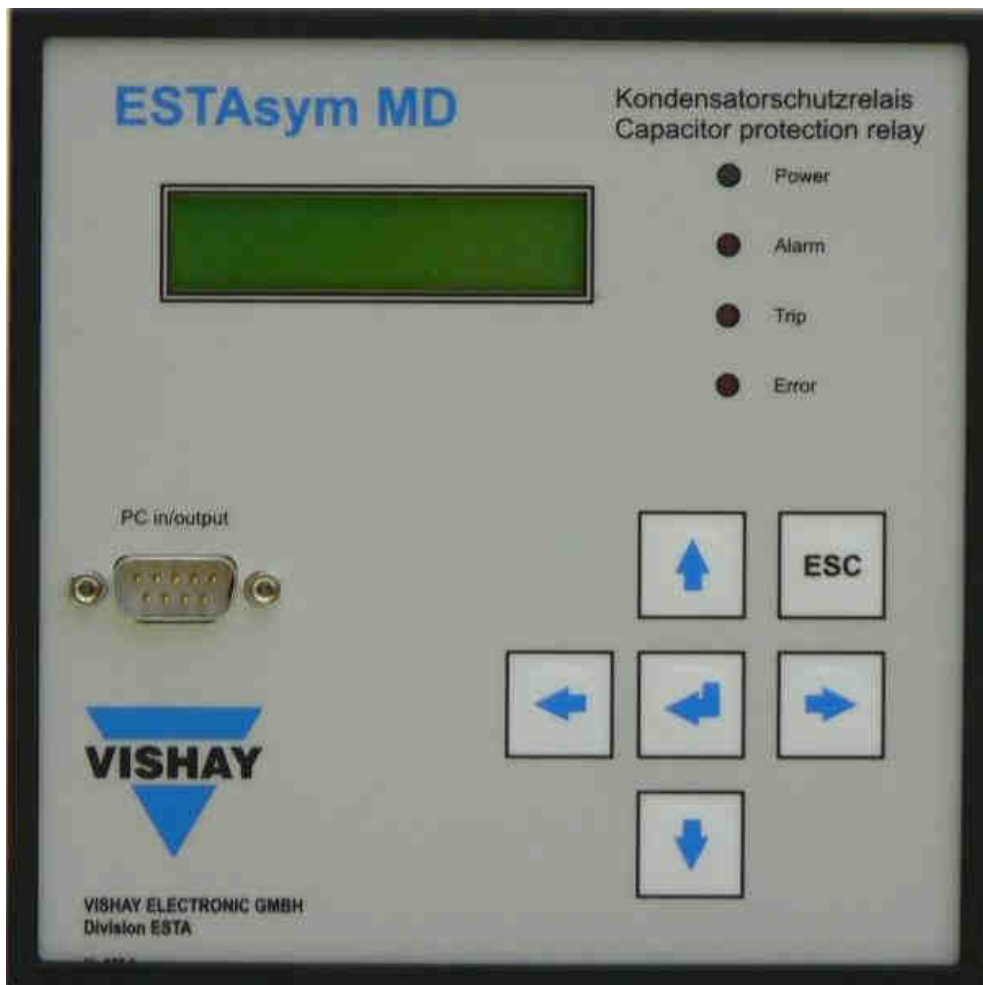 ESTAsym MD
Kondensatorschutzrelais
Capacitor protection relay
Power
Alarm
Trip
Error
PC in/output
ESC
VISHAY
VISHAY ELECTRONIC GMBH
Division ESTA